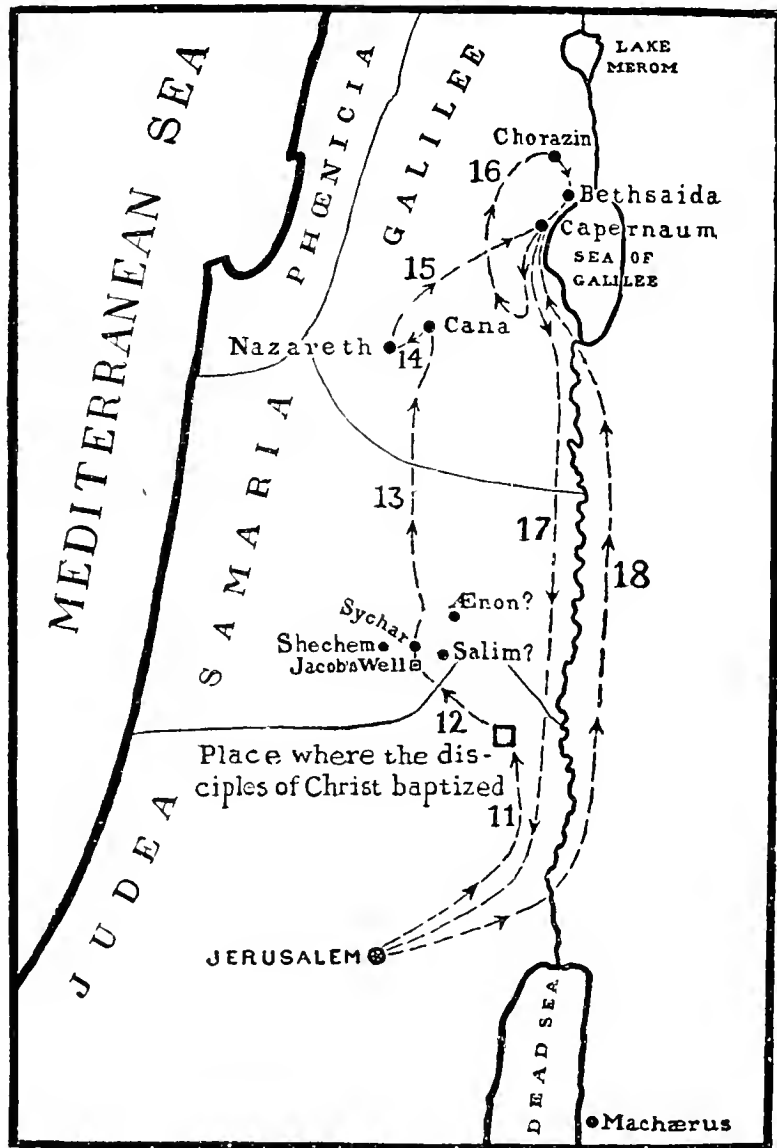 MEDITERRANEAN SEA
PHŒNICIA
GALILEE
LAKE
MEROM
Chorazin
16
Bethsaida
Capernaum
SEA OF
GALILEE
15
Cana
Nazareth
14
SAMARIA
13
17
18
Ænon?
Sychar
Shechem
Salim?
Jacob's Well
12
Place where the dis-
ciples of Christ baptized
11
JUDEA
JERUSALEM
DEAD SEA
Machærus